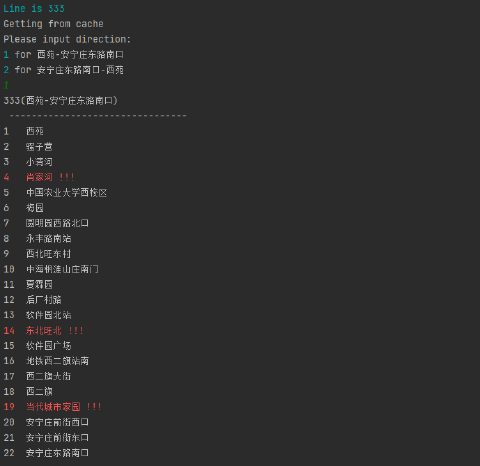 Line is 333
Getting from cache
Please input direction:
1 for 西苑-安宁庄东路南口
2 for 安宁庄东路南口-西苑
1
333(西苑-安宁庄东路南口)
--------------------------------
1 西苑
2 骚子营
3 小清河
4 肖家河 !!!
5 中国农业大学西校区
6 梅园
7 圆明园西路北口
8 永丰路南站
9 西北旺东村
10 中海枫涟山庄南门
11 夏霖园
12 后厂村路
13 软件园北站
14 东北旺北 !!!
15 软件园广场
16 地铁西二旗站南
17 西二旗大街
18 西二旗
19 当代城市家园 !!!
20 安宁庄前街西口
21 安宁庄前街东口
22 安宁庄东路南口